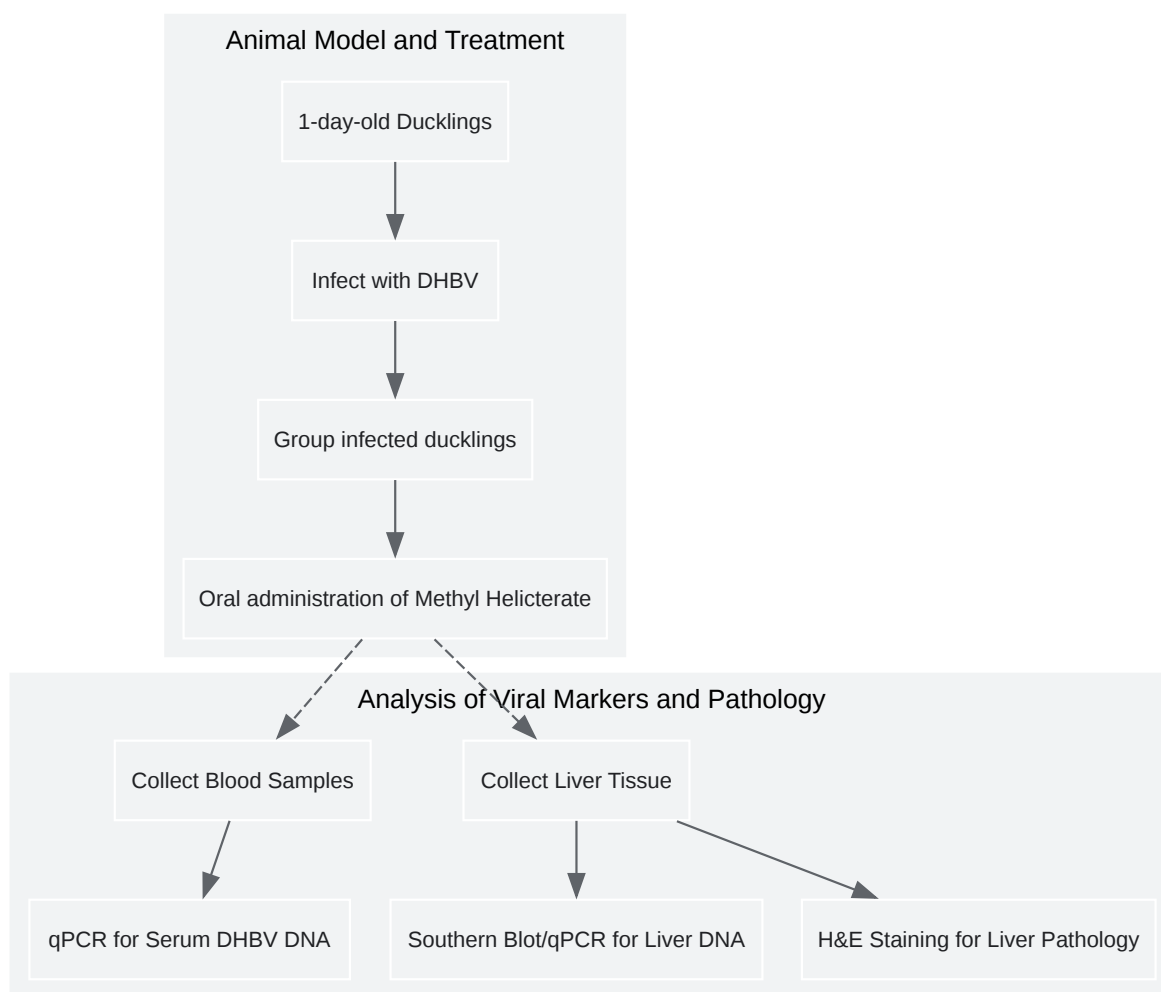 Animal Model and Treatment
1-day-old Ducklings
Infect with DHBV
Group infected ducklings
Oral administration of Methyl Helicterate
Analysis of Viral Markers and Pathology
Collect Blood Samples
Collect Liver Tissue
qPCR for Serum DHBV DNA
Southern Blot/qPCR for Liver DNA
H&E Staining for Liver Pathology